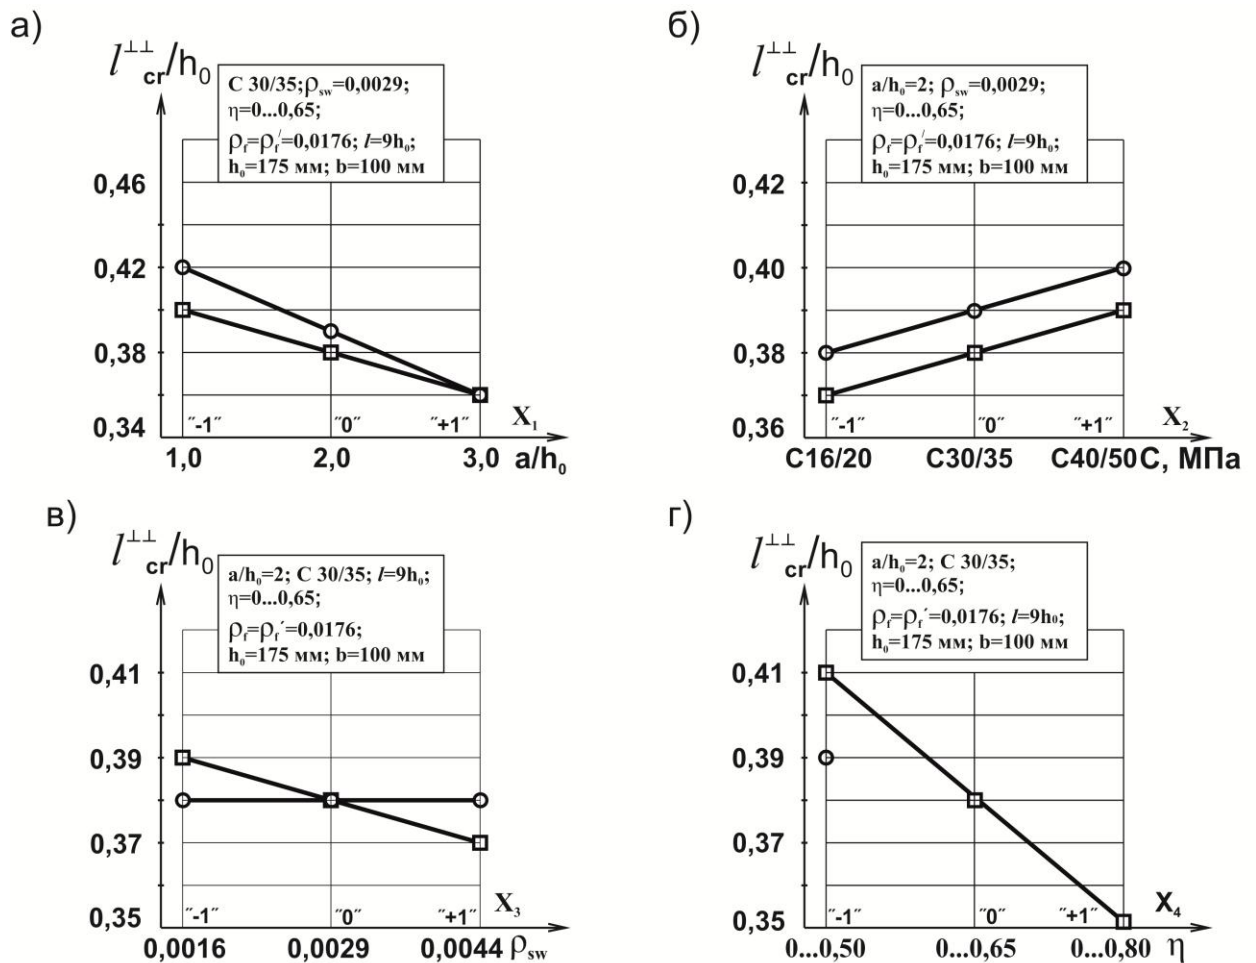 а)
l⊥⊥cr/h0
C 30/35; ρsw=0,0029;
η=0...0,65;
ρf=ρf′=0,0176; l=9h0;
h0=175 мм; b=100 мм
0,46
0,42
0,38
0,34
"-1" "0" "+1" X1
1,0 2,0 3,0 a/h0
б)
l⊥⊥cr/h0
a/h0=2; ρsw=0,0029;
η=0...0,65;
ρf=ρf′=0,0176; l=9h0;
h0=175 мм; b=100 мм
0,42
0,40
0,38
0,36
"-1" "0" "+1" X2
C16/20 C30/35 C40/50 C, МПа
в)
l⊥⊥cr/h0
a/h0=2; C 30/35; l=9h0;
η=0...0,65;
ρf=ρf′=0,0176;
h0=175 мм; b=100 мм
0,41
0,39
0,37
0,35
"-1" "0" "+1" X3
0,0016 0,0029 0,0044 ρsw
г)
l⊥⊥cr/h0
a/h0=2; C 30/35;
η=0...0,65;
ρf=ρf′=0,0176; l=9h0;
h0=175 мм; b=100 мм
0,41
0,39
0,37
0,35
"-1" "0" "+1" X4
0...0,50 0...0,65 0...0,80 η